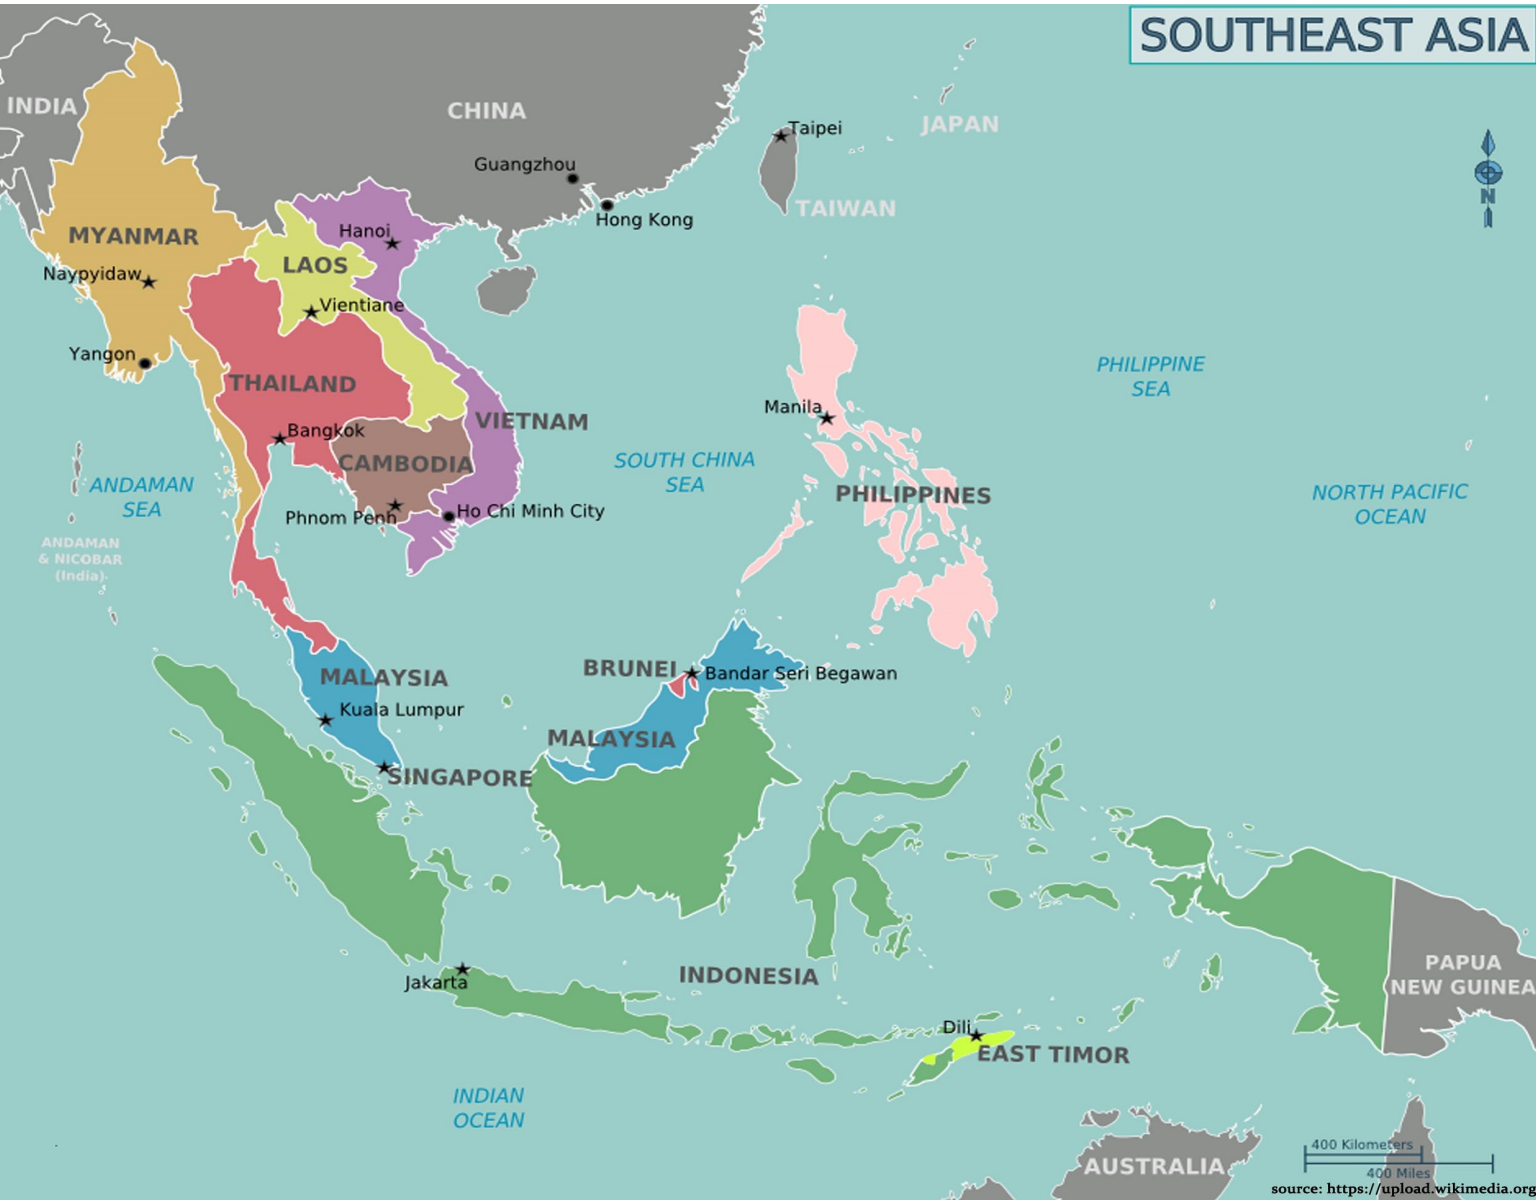 SOUTHEAST ASIA
INDIA
CHINA
Taipei
JAPAN
Guangzhou
TAIWAN
Hong Kong
N
MYANMAR
Hanoi
LAOS
Naypyidaw
Vientiane
Yangon
THAILAND
PHILIPPINE
SEA
Manila
VIETNAM
Bangkok
CAMBODIA
SOUTH CHINA
SEA
ANDAMAN
SEA
PHILIPPINES
NORTH PACIFIC
OCEAN
Phnom Penh
Ho Chi Minh City
ANDAMAN
& NICOBAR
(India)
MALAYSIA
BRUNEI
Bandar Seri Begawan
Kuala Lumpur
MALAYSIA
SINGAPORE
INDONESIA
Jakarta
PAPUA
NEW GUINEA
Dili
EAST TIMOR
INDIAN
OCEAN
AUSTRALIA
400 Kilometers
400 Miles
source: https://upload.wikimedia.org